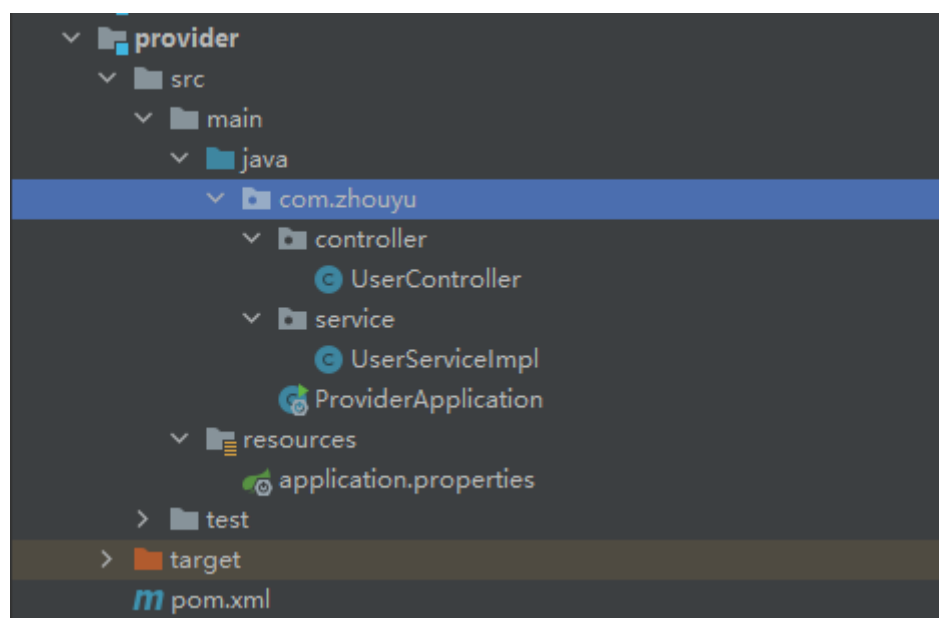 provider
src
main
java
com.zhouyu
controller
UserController
service
UserServiceImpl
ProviderApplication
resources
application.properties
test
target
pom.xml